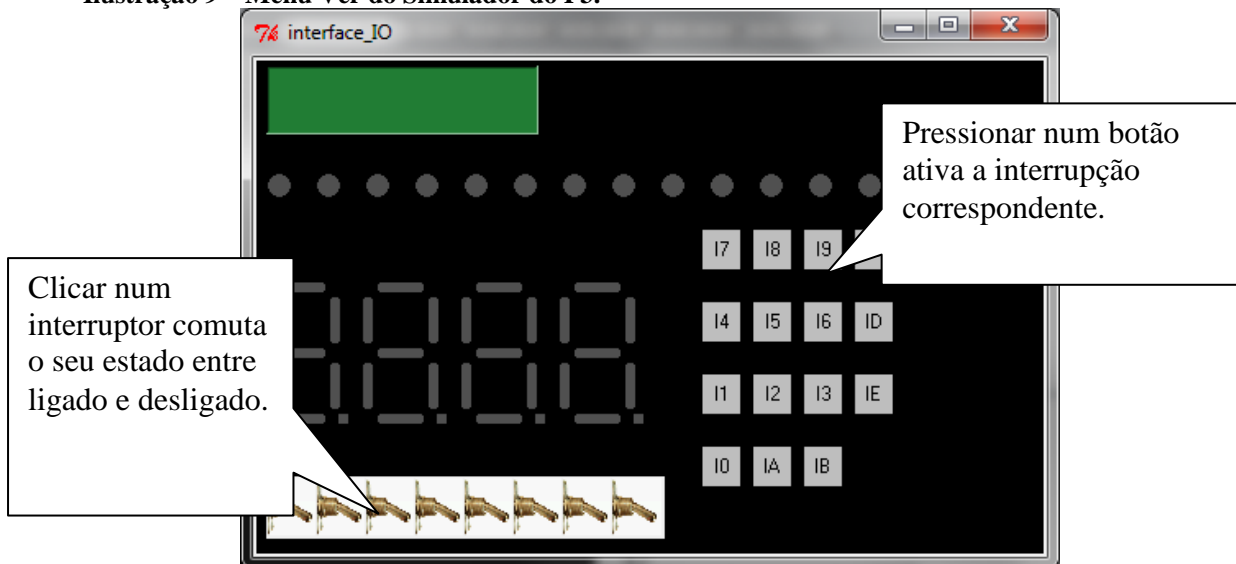 interface_IO
Pressionar num botão
ativa a interrupção
correspondente.
I7 I8 I9
Clicar num
interruptor comuta
o seu estado entre
ligado e desligado.
I4 I5 I6 ID
I1 I2 I3 IE
I0 IA IB